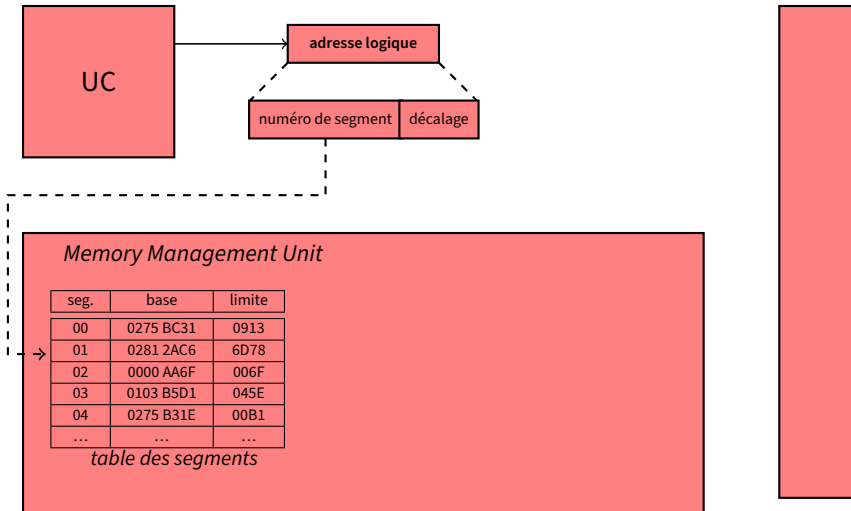 UC
adresse logique
numéro de segment décalage
Memory Management Unit
seg. base limite
00 0275 BC31 0913
01 0281 2AC6 6D78
02 0000 AA6F 006F
03 0103 B5D1 045E
04 0275 B31E 00B1
… … …
table des segments